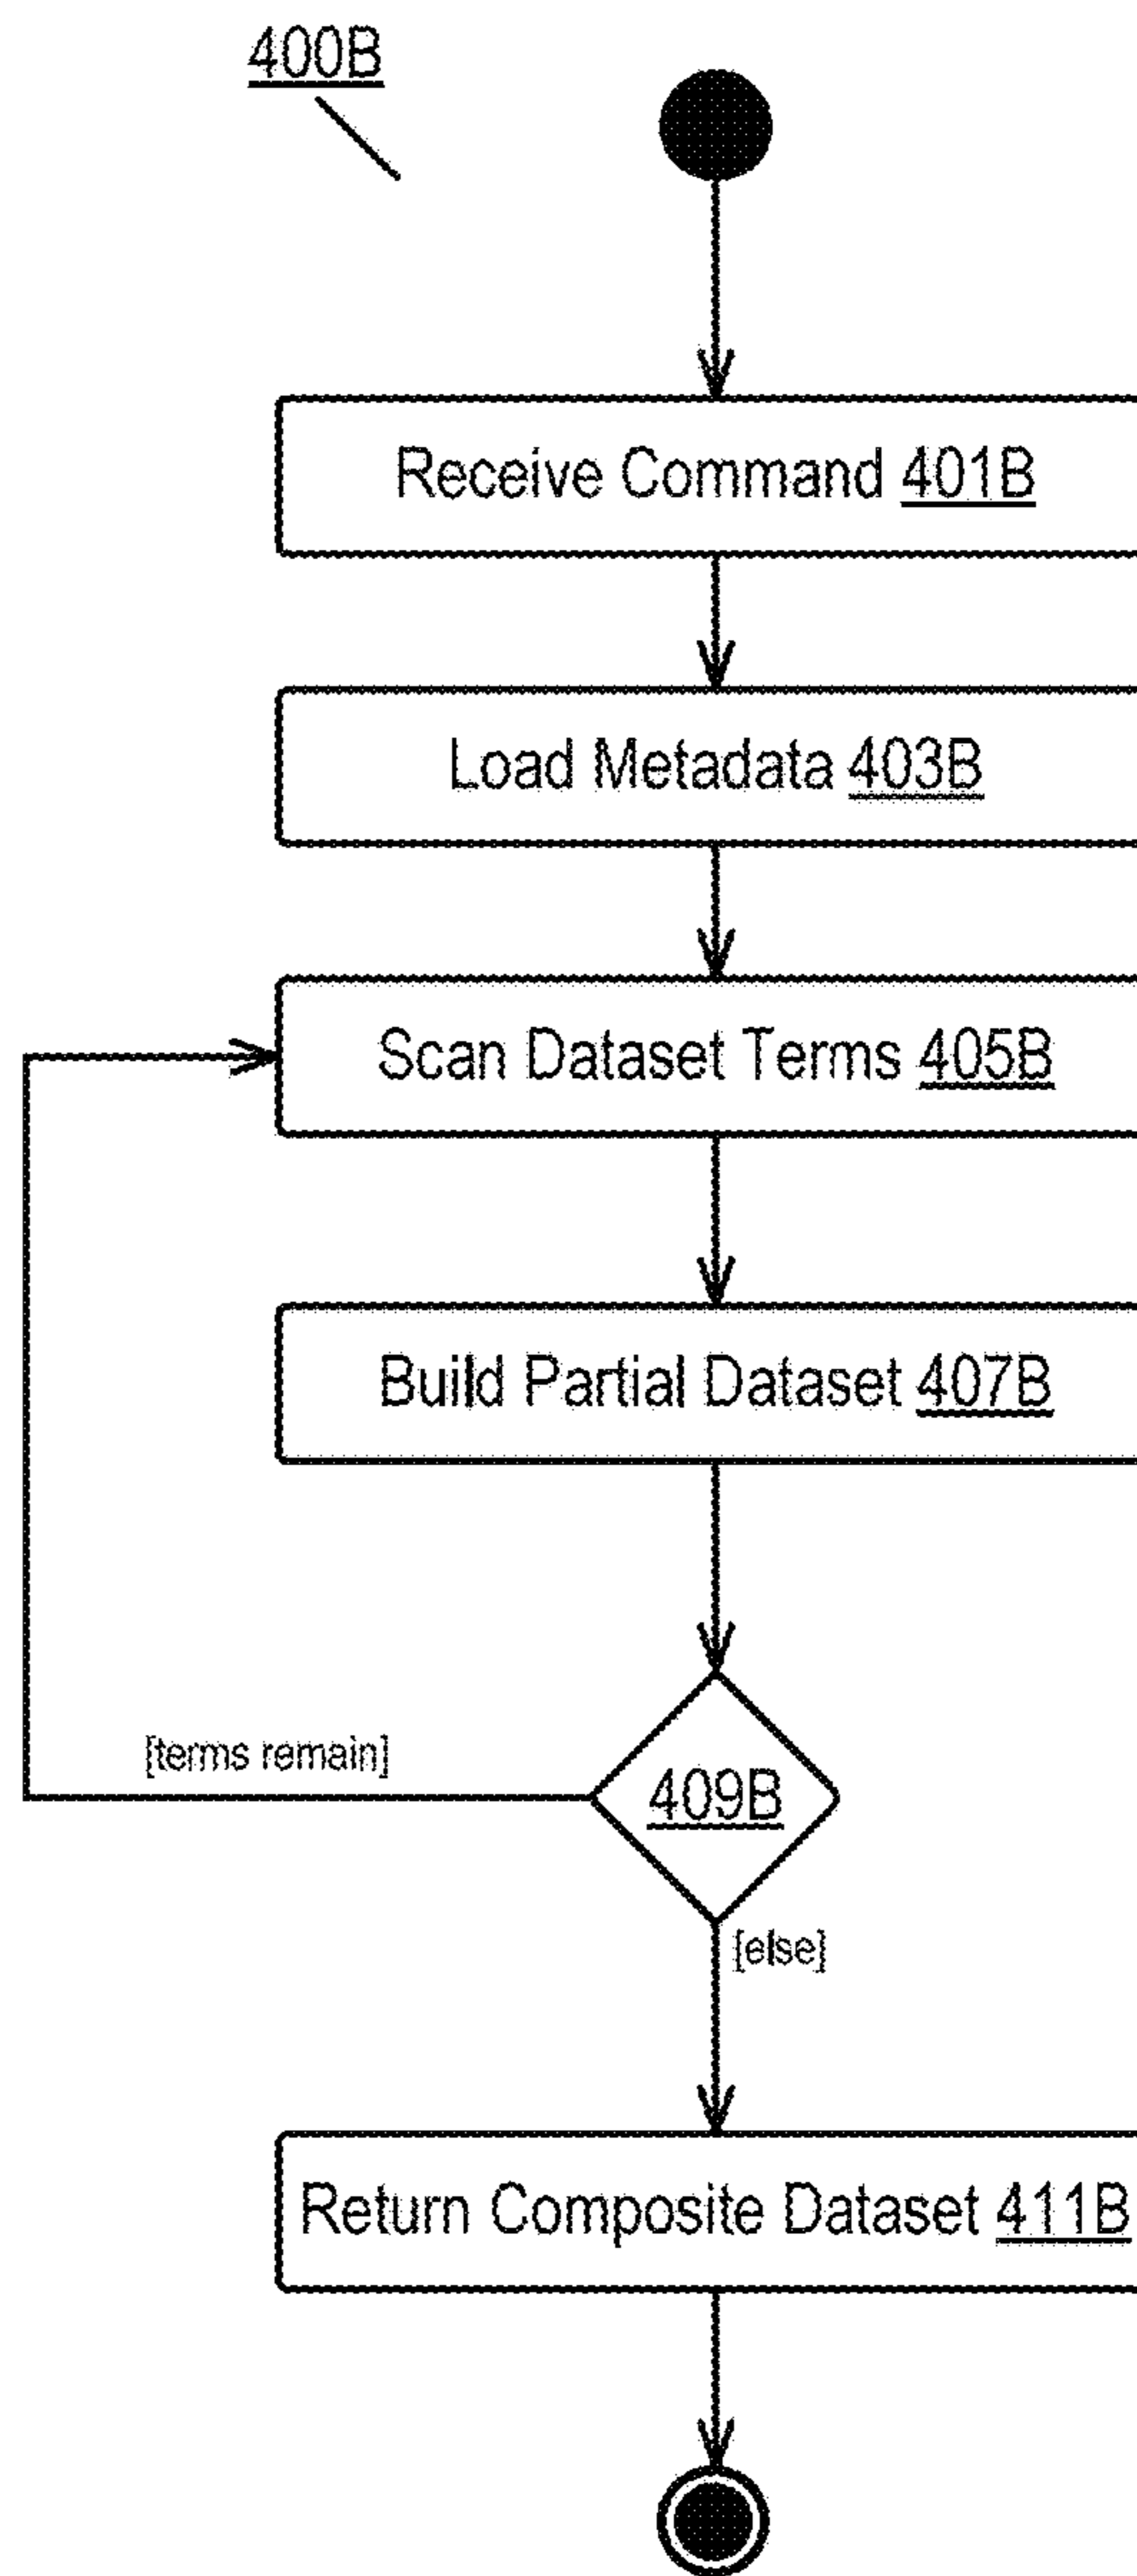 400B
Receive Command 401B
Load Metadata 403B
Scan Dataset Terms 405B
Build Partial Dataset 407B
[terms remain]
409B
[else]
Return Composite Dataset 411B